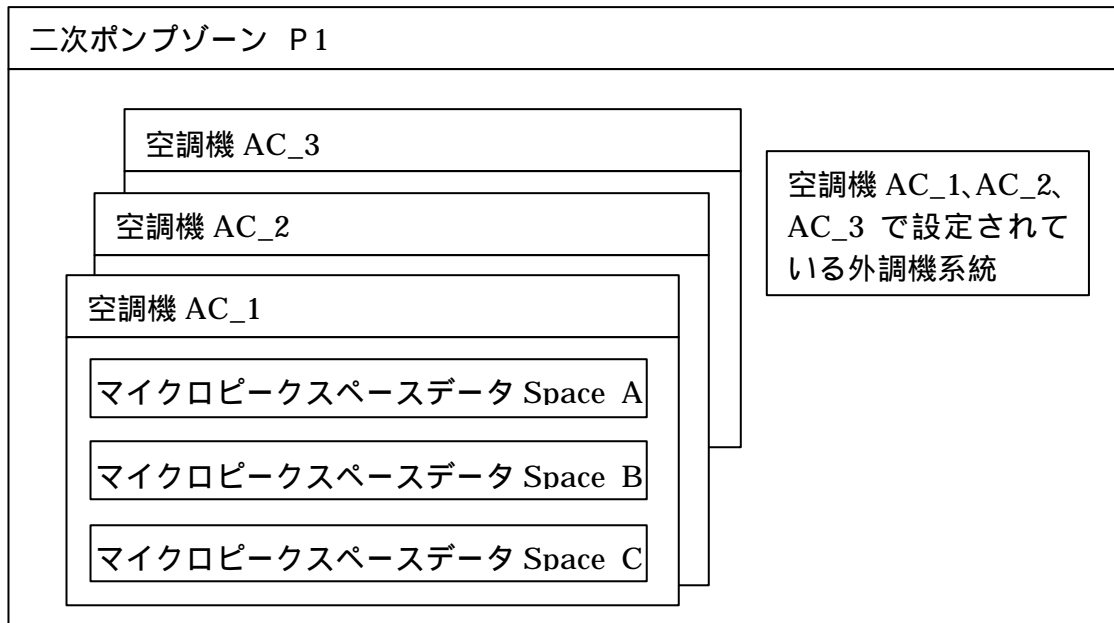 二次ポンプゾーン P1
空調機 AC_3
空調機 AC_1、AC_2、
AC_3 で設定されて
いる外調機系統
空調機 AC_2
空調機 AC_1
マイクロピークスペースデータ Space A
マイクロピークスペースデータ Space B
マイクロピークスペースデータ Space C